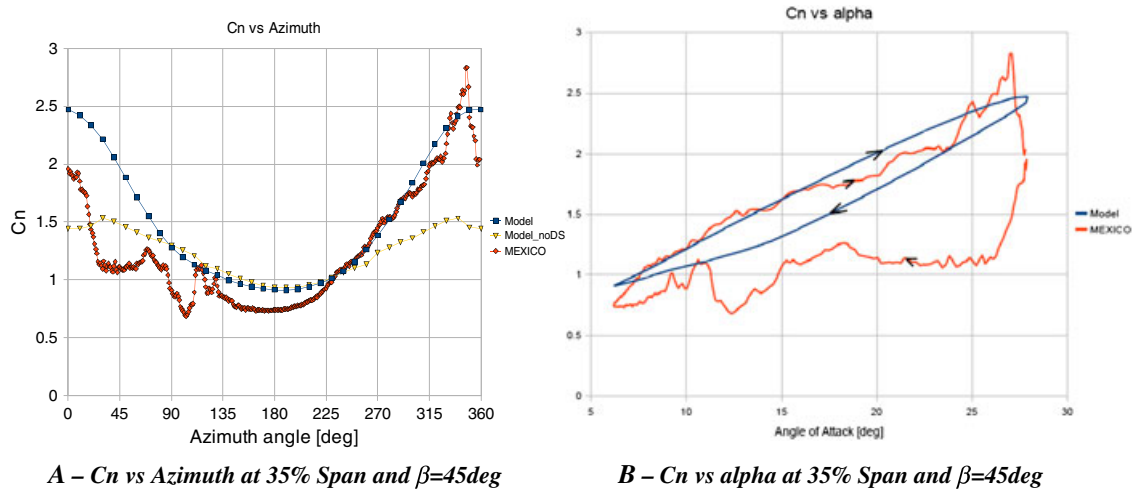 Cn vs Azimuth
3
2.5
2
1.5
1
0.5
0
Cn
0 45 90 135 180 225 270 315 360
Azimuth angle [deg]
Model
Model_noDS
MEXICO
A – Cn vs Azimuth at 35% Span and β=45deg
Cn vs alpha
3
2.5
2
1.5
1
0.5
0
5 10 15 20 25 30
Angle of Attack [deg]
Model
MEXICO
B – Cn vs alpha at 35% Span and β=45deg